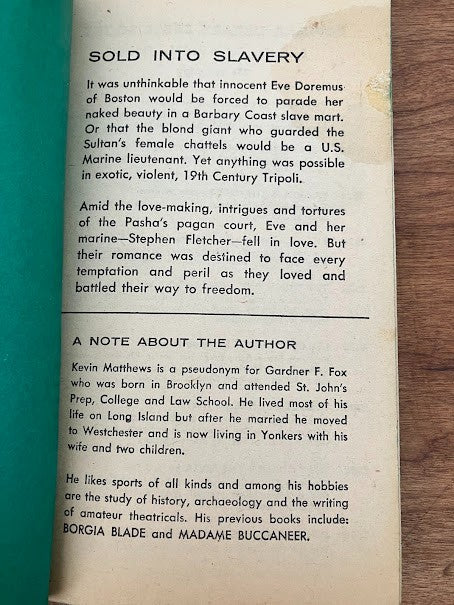 SOLD INTO SLAVERY
It was unthinkable that innocent Eve Doremus
of Boston would be forced to parade her
naked beauty in a Barbary Coast slave mart.
Or that the blond giant who guarded the
Sultan's female chattels would be a U.S.
Marine lieutenant. Yet anything was possible
in exotic, violent, 19th Century Tripoli.
Amid the love-making, intrigues and tortures
of the Pasha's pagan court, Eve and her
marine—Stephen Fletcher—fell in love. But
their romance was destined to face every
temptation and peril as they loved and
battled their way to freedom.
A NOTE ABOUT THE AUTHOR
Kevin Matthews is a pseudonym for Gardner F. Fox
who was born in Brooklyn and attended St. John's
Prep, College and Law School. He lived most of his
life on Long Island but after he married he moved
to Westchester and is now living in Yonkers with his
wife and two children.
He likes sports of all kinds and among his hobbies
are the study of history, archaeology and the writing
of amateur theatricals. His previous books include:
BORGIA BLADE and MADAME BUCCANEER.